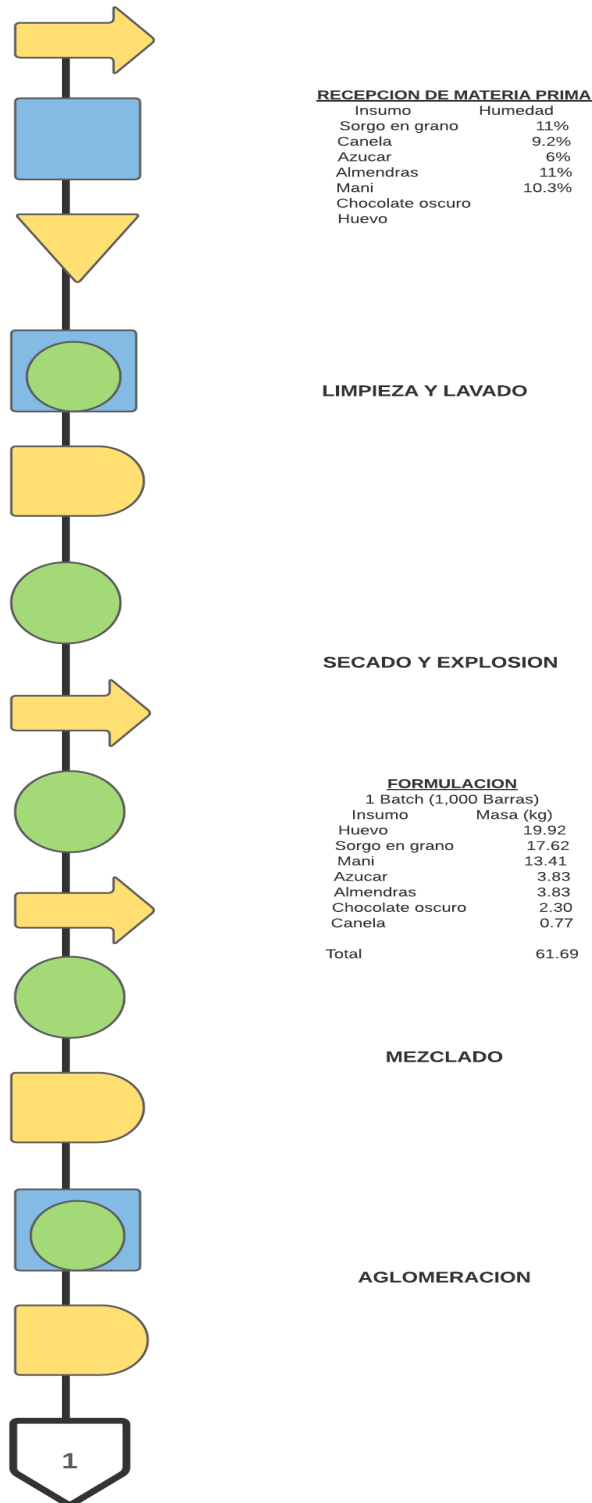 RECEPCION DE MATERIA PRIMA
Insumo Humedad
Sorgo en grano 11%
Canela 9.2%
Azucar 6%
Almendras 11%
Mani 10.3%
Chocolate oscuro
Huevo
LIMPIEZA Y LAVADO
SECADO Y EXPLOSION
FORMULACION
1 Batch (1,000 Barras)
Insumo Masa (kg)
Huevo 19.92
Sorgo en grano 17.62
Mani 13.41
Azucar 3.83
Almendras 3.83
Chocolate oscuro 2.30
Canela 0.77
Total 61.69
MEZCLADO
AGLOMERACION
1